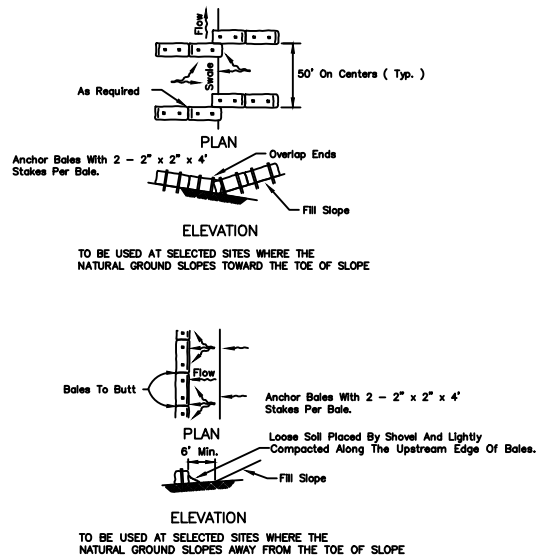 Flow
Swale
50' On Centers ( Typ. )
As Required
PLAN
Anchor Bales With 2 - 2" x 2" x 4'
Stakes Per Bale.
Overlap Ends
Fill Slope
ELEVATION
TO BE USED AT SELECTED SITES WHERE THE
NATURAL GROUND SLOPES TOWARD THE TOE OF SLOPE
Flow
Bales To Butt
Anchor Bales With 2 - 2" x 2" x 4'
Stakes Per Bale.
PLAN
6' Min.
Loose Soil Placed By Shovel And Lightly
Compacted Along The Upstream Edge Of Bales.
Fill Slope
ELEVATION
TO BE USED AT SELECTED SITES WHERE THE
NATURAL GROUND SLOPES AWAY FROM THE TOE OF SLOPE